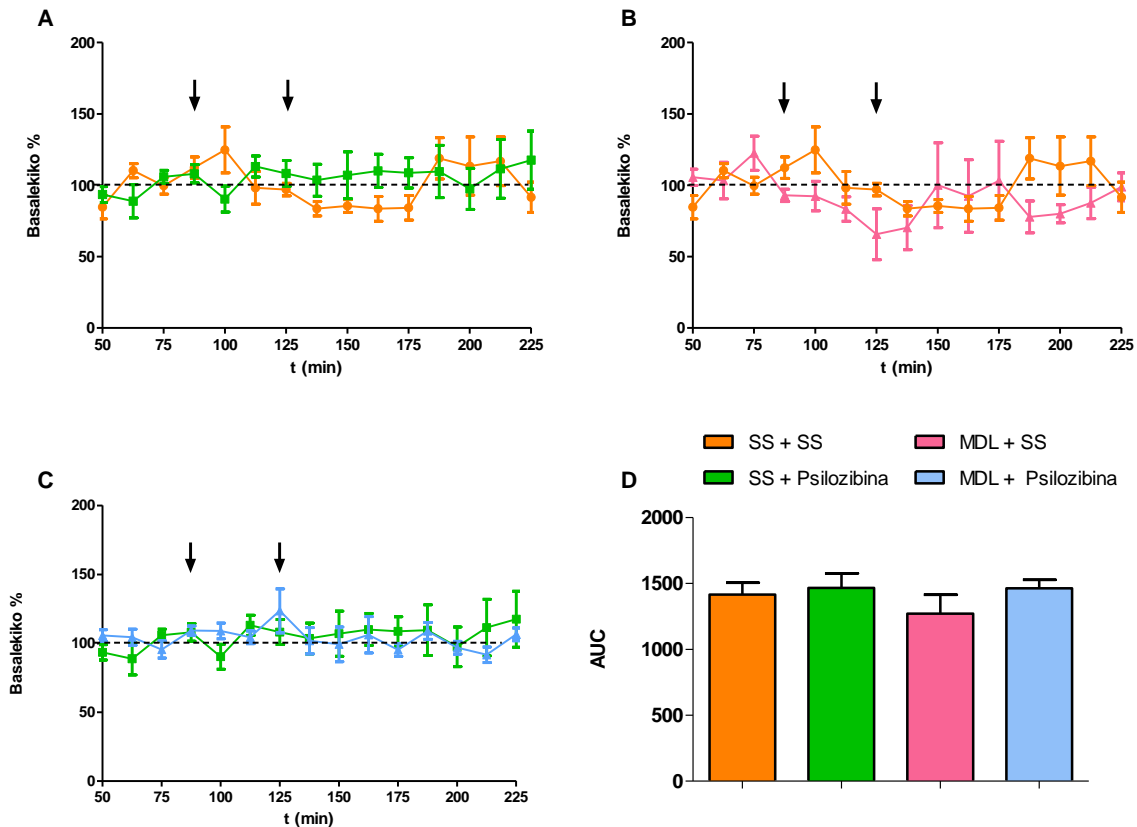 A
200
150
100
50
0
Basalekiko %
50 75 100 125 150 175 200 225
t (min)
B
200
150
100
50
0
Basalekiko %
50 75 100 125 150 175 200 225
t (min)
C
200
150
100
50
0
Basalekiko %
50 75 100 125 150 175 200 225
t (min)
SS + SS
MDL + SS
SS + Psilozibina
MDL + Psilozibina
D
2000
1500
1000
500
0
AUC